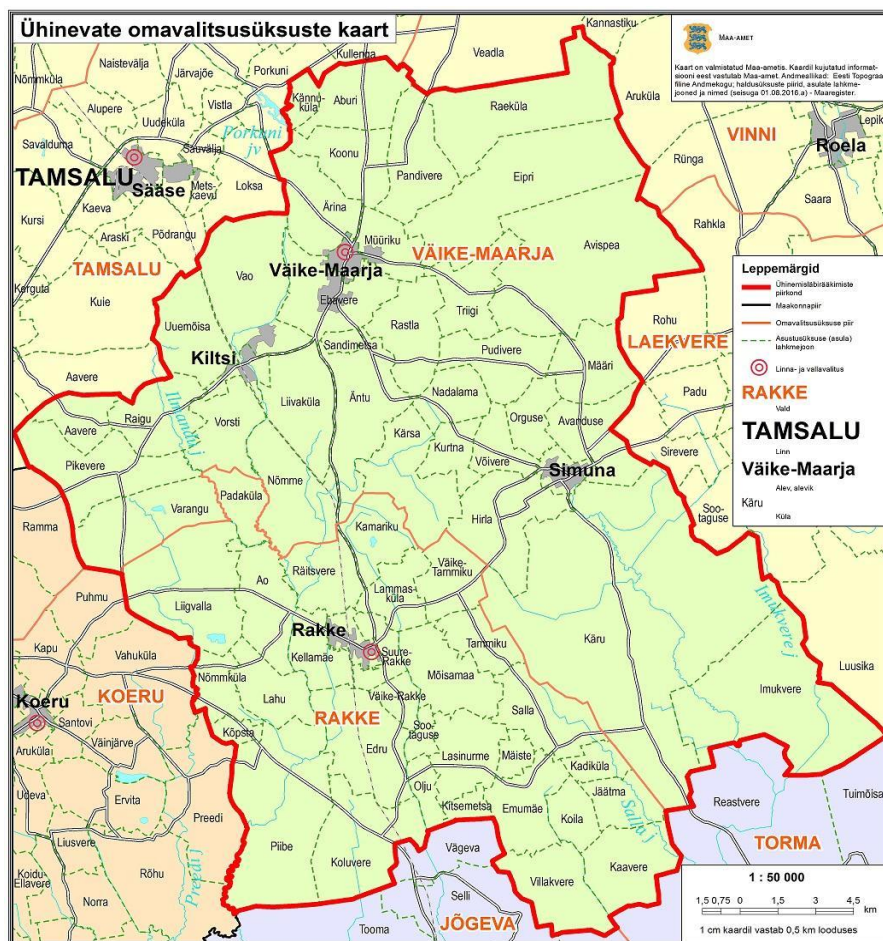 Ühinevate omavalitsusüksuste kaart
MAA-AMET
Kaart on valmistatud Maa-ametis. Kaardil kujutatud informat-
siooni eest vastutab Maa-amet. Andmeallikad: Eesti Topograa-
filine Andmekogu; haldusüksuste piirid, asulate lahkme-
jooned ja nimed (seisuga 01.08.2016.a) - Maaregister.
Kannastiku
Kullenga
Veadla
Naistevälja
Nõmmküla
Järvajõe
Porkuni
Kännu-
küla
Aburi
Raeküla
Aruküla
Alupere
Vistla
Uudeküla
Porkuni
jv
VINNI
Lepik
Savalduma
Sauvälja
Koonu
Roela
TAMSALU
Sääse
Mets-
kaevu
Loksa
Pandivere
Eipri
Rünga
Saara
Kaeva
Kursi
Ärina
Araski
Põdrangu
Müüriku
Avispea
Rahkla
TAMSALU
Väike-Maarja
VÄIKE-MAARJA
Kerguta
Kuie
Vao
Ebavere
Triigi
Uuemõisa
Rastla
Sandimetsa
Pudivere
Rohu
LAEKVERE
Kiltsi
Määri
Aavere
Ilmandu j
Liivaküla
Äntu
Nadalama
Padu
Raigu
Vorsti
Orguse
Avanduse
Aavere
Kärsa
Kurtna
Pikevere
Võivere
Simuna
Sirevere
Nõmme
Padaküla
Varangu
Soo-
taguse
Ramma
Kamariku
Hirla
Ao
Räitsvere
Väike-
Tammiku
Lammas-
küla
Puhmu
Liigvalla
Imukvere j
Rakke
Kapu
Vahuküla
Suure-
Rakke
Tammiku
Käru
Kellamäe
Nõmmküla
Mõisamaa
Luusika
KOERU
Lahu
Väike-Rakke
Imukvere
Koeru
Santovi
RAKKE
Salla
Köpsta
Soo-
taguse
Aruküla
Väinjärve
Edru
Lasinurme
Mäiste
Kadiküla
Olju
Jäätma
Reastvere
Tuimõisa
Udeva
Ervita
Preedi
Kitsemetsa
Emumäe
Salla j
Koila
Liusvere
Piibe
Vägeva
TORMA
Koidu-
Ellavere
Rõhu
Preedi j
Koluvere
Villakvere
Kaavere
Norra
Selli
Tooma
JÕGEVA
Leppemärgid
Ühinemisläbirääkimiste
piirkond
Maakonnapiir
Omavalitsusüksuse piir
Asustusüksuse (asula)
lahkmejoon
Linna- ja vallavalitus
RAKKE
Vald
TAMSALU
Linn
Väike-Maarja
Alev, alevik
Käru
Küla
1 : 50 000
1,5 0,75 0 1,5 3 4,5
km
1 cm kaardil vastab 0,5 km looduses